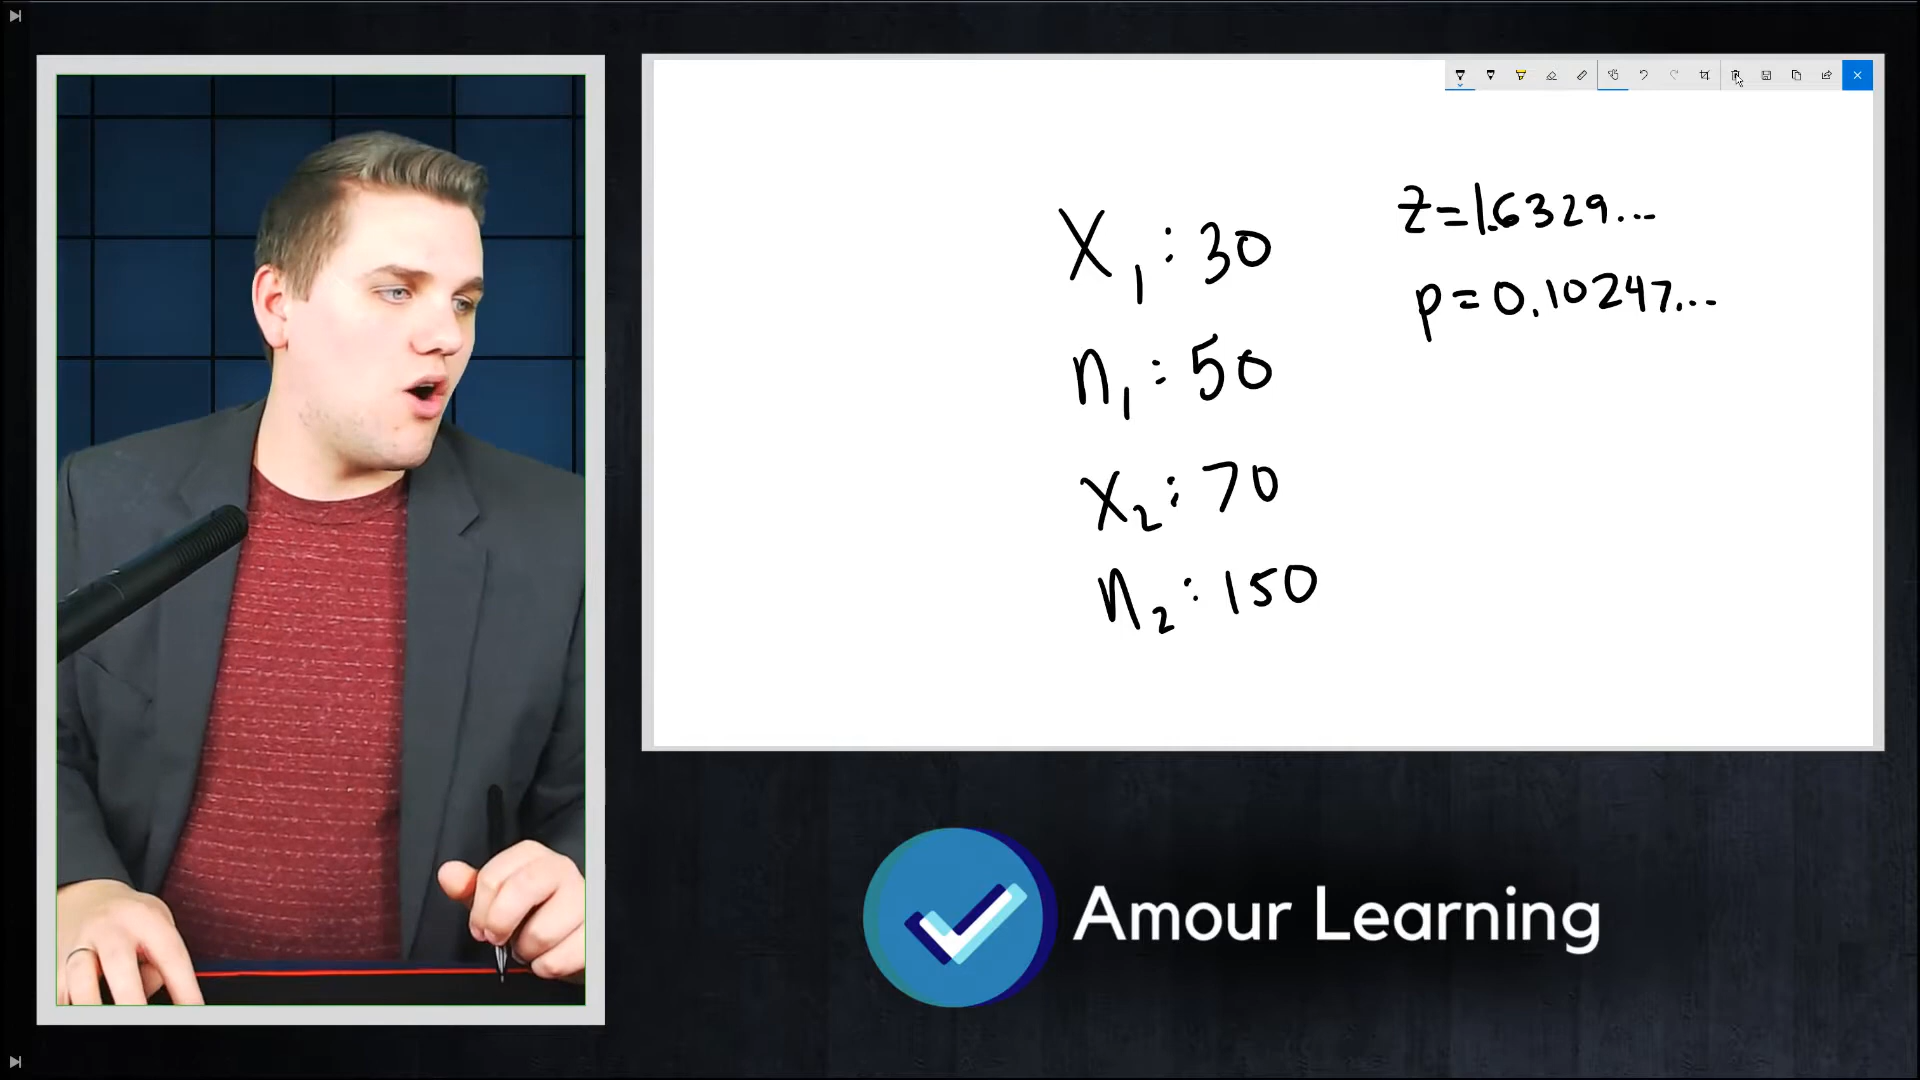 X₁ : 30
n₁ : 50
x₂ : 70
n₂ : 150
z = 1.6329...
p = 0.10247...
Amour Learning